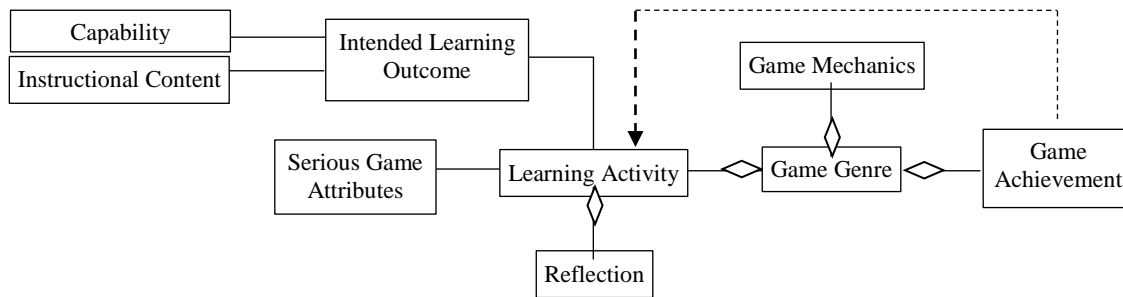 Capability
Instructional Content
Intended Learning
Outcome
Game Mechanics
Serious Game
Attributes
Learning Activity
Game Genre
Game
Achievement
Reflection